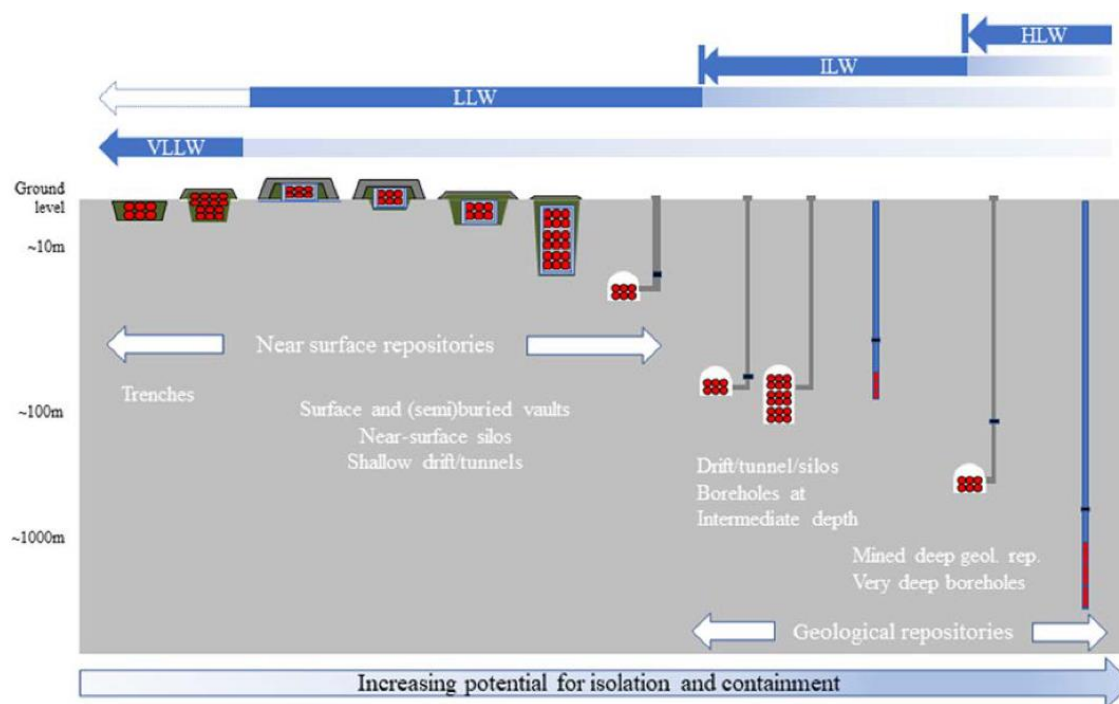 HLW
ILW
LLW
VLLW
Ground
level
~10m
Near surface repositories
Trenches
~100m
Surface and (semi)buried vaults
Near-surface silos
Shallow drift/tunnels
Drift/tunnel/silos
Boreholes at
Intermediate depth
~1000m
Mined deep geol. rep.
Very deep boreholes
Geological repositories
Increasing potential for isolation and containment